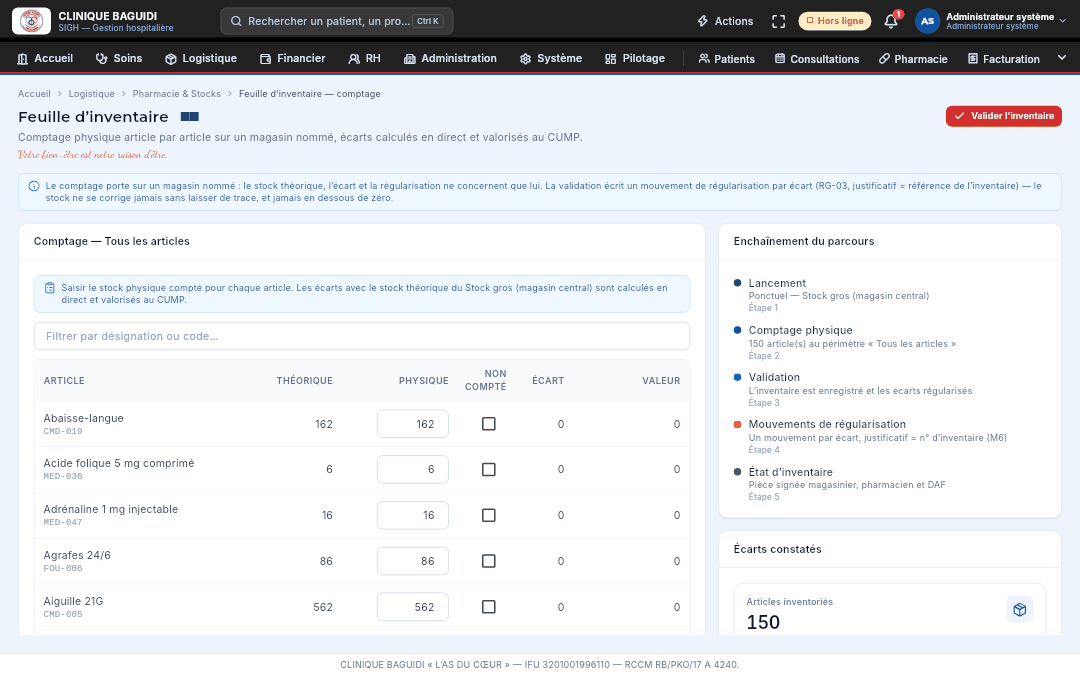 CLINIQUE BAGUIDI
SIGH — Gestion hospitalière
Rechercher un patient, un pro... Ctrl K
Actions
Hors ligne
1
AS
Administrateur système
Administrateur système
Accueil Soins Logistique Financier RH Administration Système Pilotage Patients Consultations Pharmacie Facturation
Accueil > Logistique > Pharmacie & Stocks > Feuille d'inventaire — comptage
Feuille d'inventaire
Valider l'inventaire
Comptage physique article par article sur un magasin nommé, écarts calculés en direct et valorisés au CUMP.
Votre bien-être est notre raison d'être.
Le comptage porte sur un magasin nommé : le stock théorique, l'écart et la régularisation ne concernent que lui. La validation écrit un mouvement de régularisation par écart (RG-03, justificatif = référence de l'inventaire) — le
stock ne se corrige jamais sans laisser de trace, et jamais en dessous de zéro.
Comptage — Tous les articles
Saisir le stock physique compté pour chaque article. Les écarts avec le stock théorique du Stock gros (magasin central) sont calculés en
direct et valorisés au CUMP.
Filtrer par désignation ou code...
ARTICLE THÉORIQUE PHYSIQUE NON COMPTÉ ÉCART VALEUR
Abaisse-langue 162 162 0 0
CMD-019
Acide folique 5 mg comprimé 6 6 0 0
MED-036
Adrénaline 1 mg injectable 16 16 0 0
MED-047
Agrafes 24/6 86 86 0 0
FOU-006
Aiguille 21G 562 562 0 0
CMD-005
Enchaînement du parcours
Lancement
Ponctuel — Stock gros (magasin central)
Étape 1
Comptage physique
150 article(s) au périmètre « Tous les articles »
Étape 2
Validation
L'inventaire est enregistré et les écarts régularisés
Étape 3
Mouvements de régularisation
Un mouvement par écart, justificatif = n° d'inventaire (M6)
Étape 4
État d'inventaire
Pièce signée magasinier, pharmacien et DAF
Étape 5
Écarts constatés
Articles inventoriés
150
CLINIQUE BAGUIDI « L'AS DU CŒUR » — IFU 3201001996110 — RCCM RB/PKO/17 A 4240.